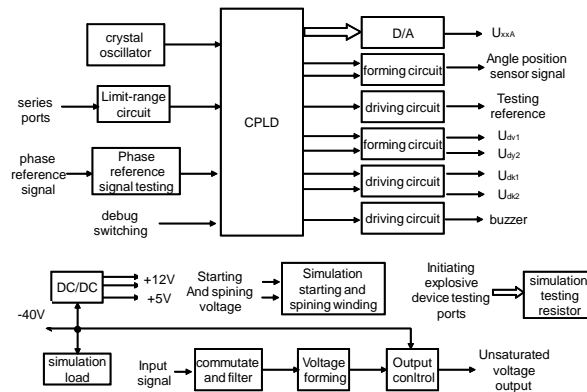 crystal
oscillator
series
ports
Limit-range
circuit
phase
reference
signal
Phase
reference
signal testing
debug
switching
CPLD
D/A
UxxA
forming circuit
Angle position
sensor signal
driving circuit
Testing
reference
forming circuit
Udv1
Udy2
driving circuit
Udk1
Udk2
driving circuit
buzzer
DC/DC
+12V
+5V
-40V
simulation
load
Starting
And spining
voltage
Simulation
starting and
spining winding
Initiating
explosive
device testing
ports
simulation
testing
resistor
Input
signal
commutate
and filter
Voltage
forming
Output
conltrol
Unsaturated
voltage
output